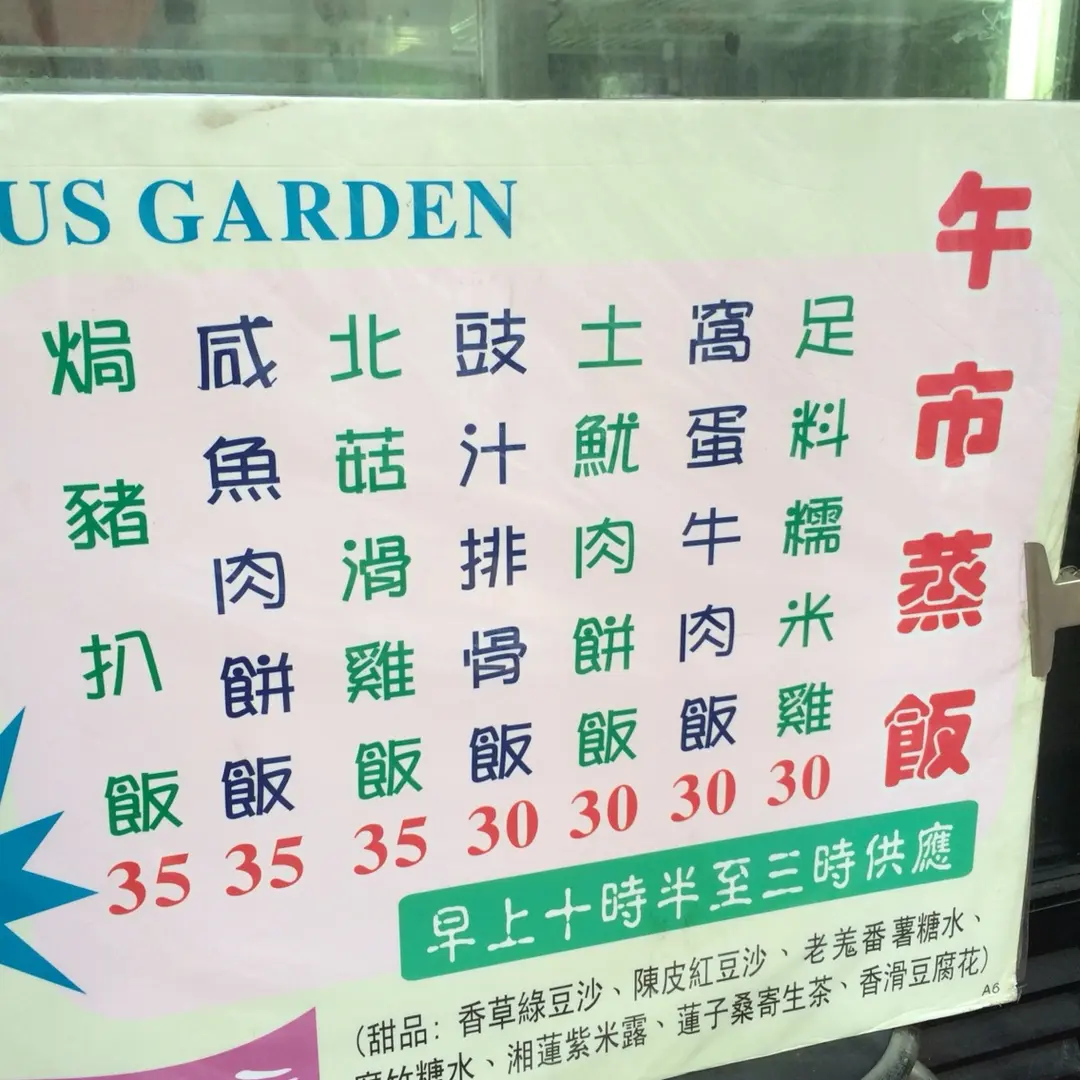 US GARDEN
午市蒸飯
足料糯米雞 30
窩蛋牛肉飯 30
土魷肉餅飯 30
豉汁排骨飯 30
北菇滑雞飯 35
咸魚肉餅飯 35
焗豬扒飯 35
早上十時半至三時供應
(甜品: 香草綠豆沙、陳皮紅豆沙、老羗番薯糖水、
竹糖水、湘蓮紫米露、蓮子桑寄生茶、香滑豆腐花)
A6